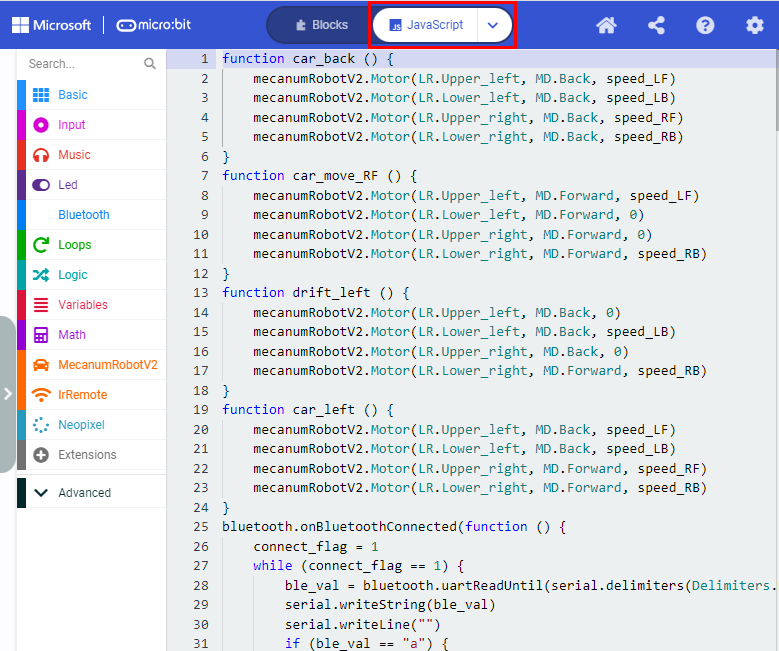 Microsoft micro:bit Blocks JavaScript
Search...
Basic
Input
Music
Led
Bluetooth
Loops
Logic
Variables
Math
MecanumRobotV2
IrRemote
Neopixel
Extensions
Advanced
1 function car_back () {
2 mecanumRobotV2.Motor(LR.Upper_left, MD.Back, speed_LF)
3 mecanumRobotV2.Motor(LR.Lower_left, MD.Back, speed_LB)
4 mecanumRobotV2.Motor(LR.Upper_right, MD.Back, speed_RF)
5 mecanumRobotV2.Motor(LR.Lower_right, MD.Back, speed_RB)
6 }
7 function car_move_RF () {
8 mecanumRobotV2.Motor(LR.Upper_left, MD.Forward, speed_LF)
9 mecanumRobotV2.Motor(LR.Lower_left, MD.Forward, 0)
10 mecanumRobotV2.Motor(LR.Upper_right, MD.Forward, 0)
11 mecanumRobotV2.Motor(LR.Lower_right, MD.Forward, speed_RB)
12 }
13 function drift_left () {
14 mecanumRobotV2.Motor(LR.Upper_left, MD.Back, 0)
15 mecanumRobotV2.Motor(LR.Lower_left, MD.Back, speed_LB)
16 mecanumRobotV2.Motor(LR.Upper_right, MD.Back, 0)
17 mecanumRobotV2.Motor(LR.Lower_right, MD.Forward, speed_RB)
18 }
19 function car_left () {
20 mecanumRobotV2.Motor(LR.Upper_left, MD.Back, speed_LF)
21 mecanumRobotV2.Motor(LR.Lower_left, MD.Back, speed_LB)
22 mecanumRobotV2.Motor(LR.Upper_right, MD.Forward, speed_RF)
23 mecanumRobotV2.Motor(LR.Lower_right, MD.Forward, speed_RB)
24 }
25 bluetooth.onBluetoothConnected(function () {
26 connect_flag = 1
27 while (connect_flag == 1) {
28 ble_val = bluetooth.uartReadUntil(serial.delimiters(Delimiters.
29 serial.writeString(ble_val)
30 serial.writeLine("")
31 if (ble_val == "a") {